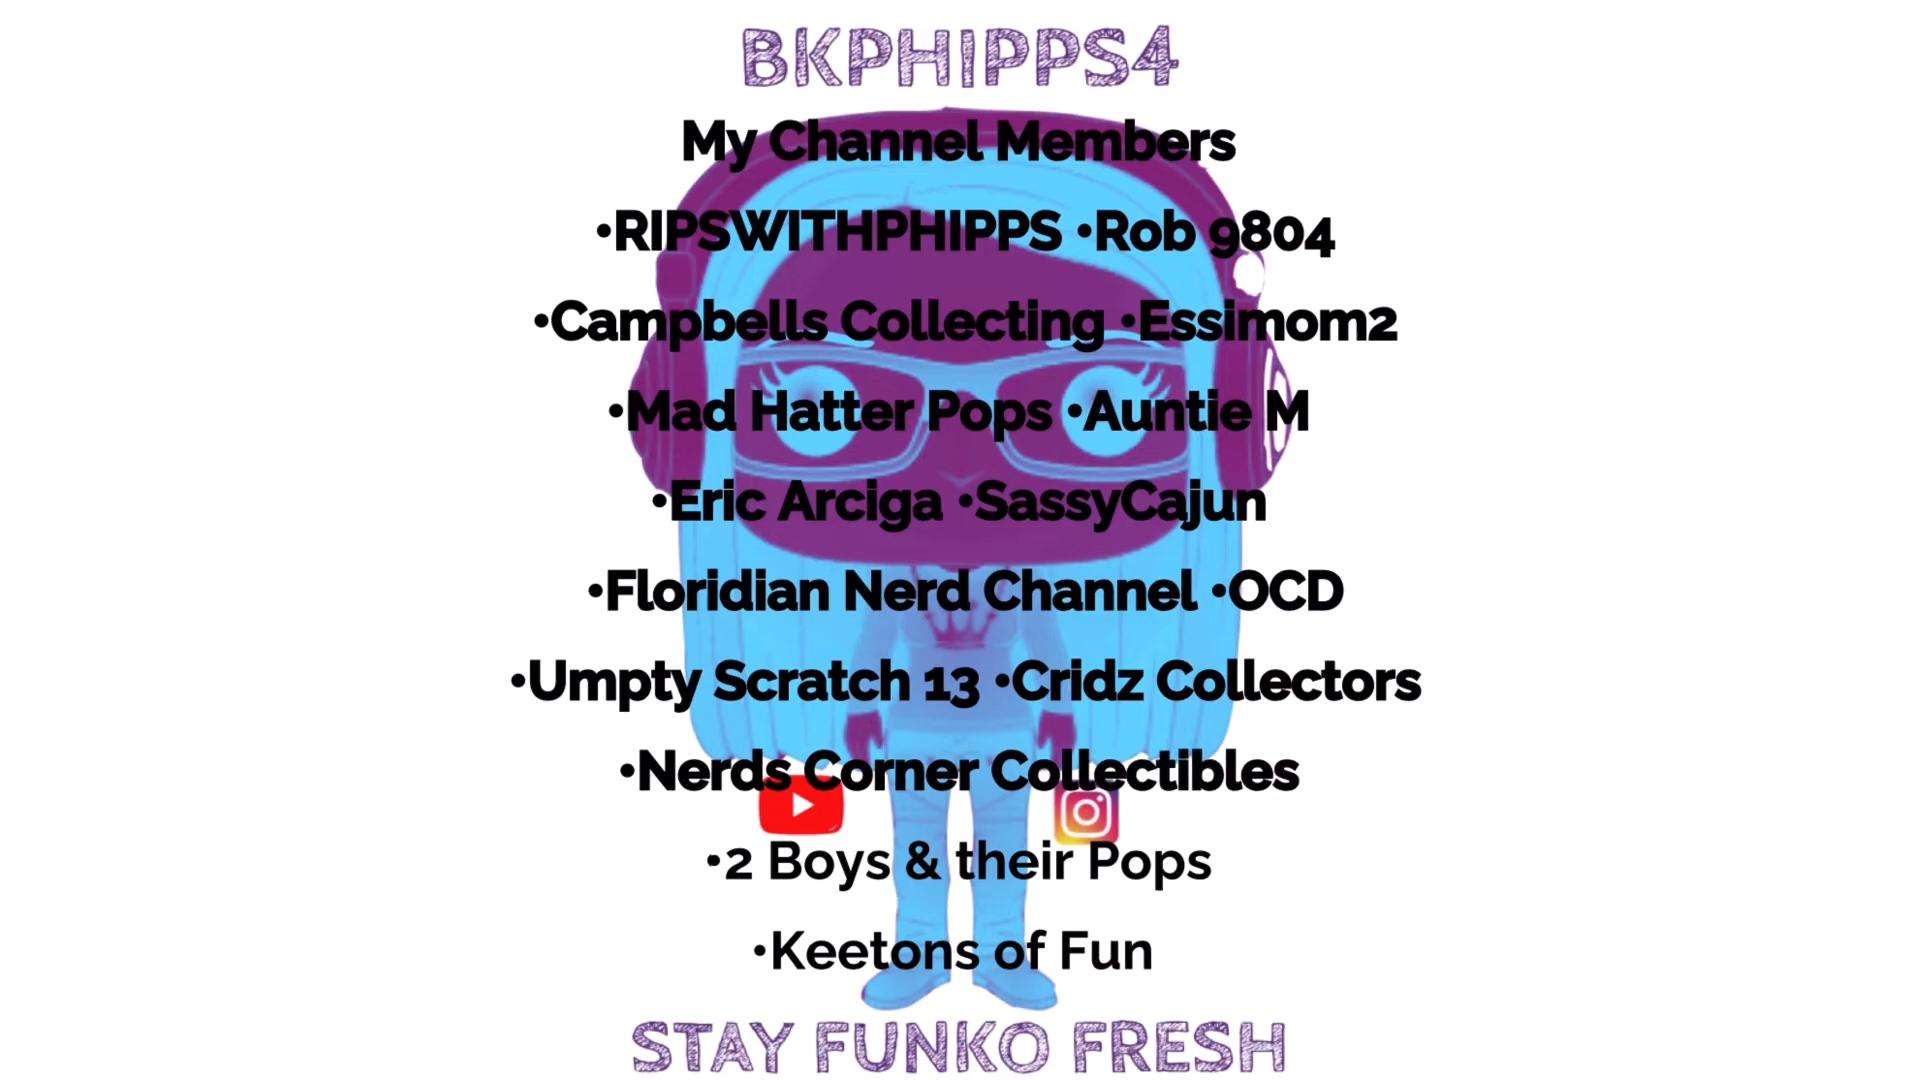 BKPHIPPS4
My Channel Members
•RIPSWITHPHIPPS •Rob 9804
•Campbells Collecting •Essimom2
•Mad Hatter Pops •Auntie M
•Eric Arciga •SassyCajun
•Floridian Nerd Channel •OCD
•Umpty Scratch 13 •Cridz Collectors
•Nerds Corner Collectibles
•2 Boys & their Pops
•Keetons of Fun
STAY FUNKO FRESH